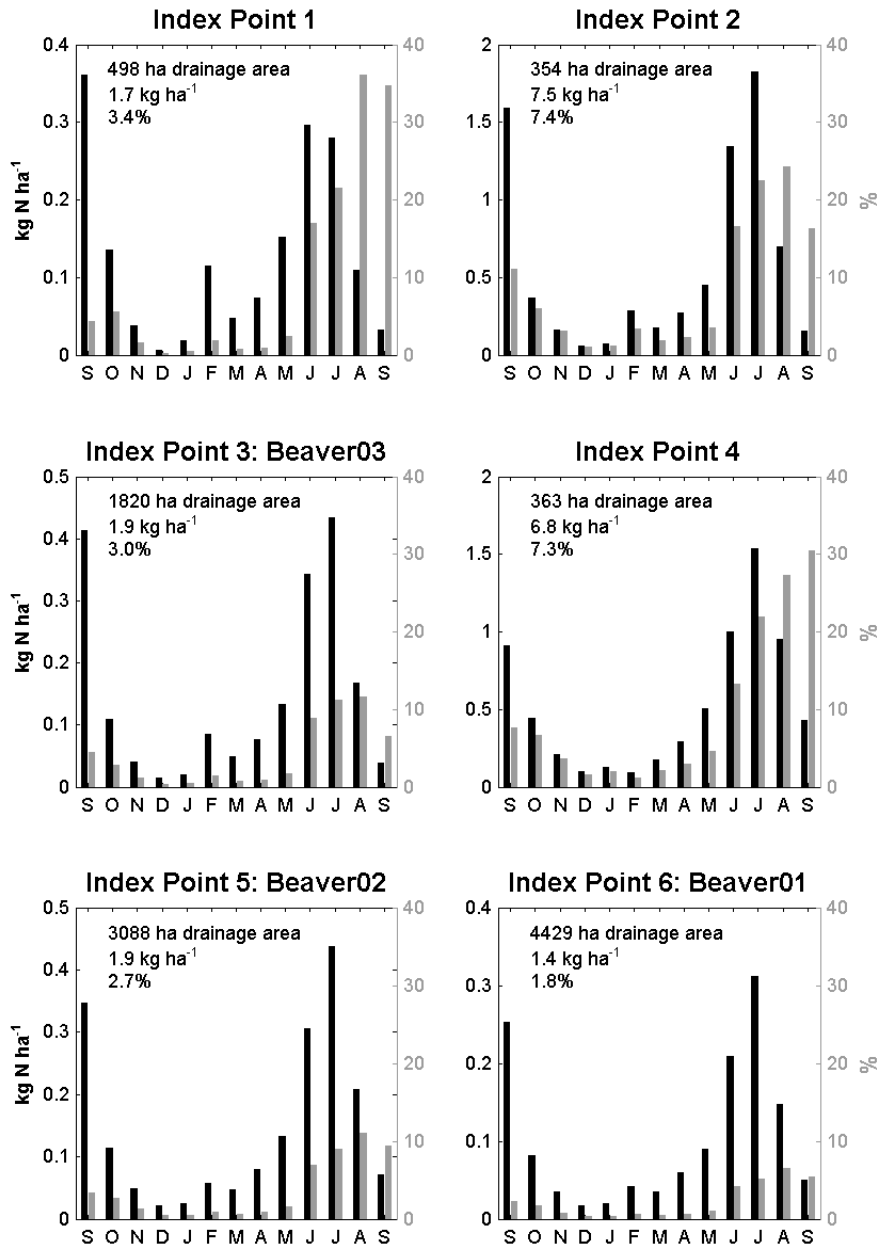 Index Point 1
Index Point 2
0.4
0.3
0.2
0.1
0
kg N ha-1
498 ha drainage area
1.7 kg ha-1
3.4%
40
30
20
10
0
S O N D J F M A M J J A S
2
1.5
1
0.5
0
354 ha drainage area
7.5 kg ha-1
7.4%
40
30
20
10
0
%
S O N D J F M A M J J A S
Index Point 3: Beaver03
Index Point 4
0.5
0.4
0.3
0.2
0.1
0
kg N ha-1
1820 ha drainage area
1.9 kg ha-1
3.0%
40
30
20
10
0
S O N D J F M A M J J A S
2
1.5
1
0.5
0
363 ha drainage area
6.8 kg ha-1
7.3%
40
30
20
10
0
%
S O N D J F M A M J J A S
Index Point 5: Beaver02
Index Point 6: Beaver01
0.5
0.4
0.3
0.2
0.1
0
kg N ha-1
3088 ha drainage area
1.9 kg ha-1
2.7%
40
30
20
10
0
S O N D J F M A M J J A S
0.4
0.3
0.2
0.1
0
4429 ha drainage area
1.4 kg ha-1
1.8%
40
30
20
10
0
%
S O N D J F M A M J J A S